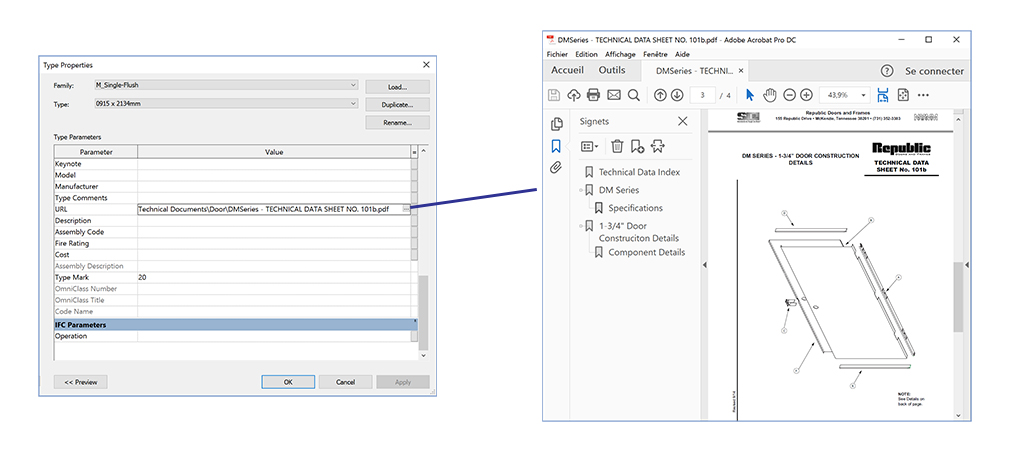 Type Properties
Family: M_Single-Flush Load...
Type: 0915 x 2134mm Duplicate...
Rename...
Type Parameters
Parameter Value =
Keynote
Model
Manufacturer
Type Comments
URL Technical Documents\Door\DMSeries - TECHNICAL DATA SHEET NO. 101b.pdf
Description
Assembly Code
Fire Rating
Cost
Assembly Description
Type Mark 20
OmniClass Number
OmniClass Title
Code Name
IFC Parameters
Operation
<< Preview OK Cancel Apply
DMSeries - TECHNICAL DATA SHEET NO. 101b.pdf - Adobe Acrobat Pro DC
Fichier Edition Affichage Fenêtre Aide
Accueil Outils DMSeries - TECHNI... × ? Se connecter
3 / 4 43,9%
Signets
Technical Data Index
DM Series
Specifications
1-3/4" Door
Construciton Details
Component Details
Republic Doors and Frames
155 Republic Drive • McKenzie, Tennessee 38201 • (731) 352-3383
Republic
DM SERIES - 1-3/4" DOOR CONSTRUCTION
DETAILS
TECHNICAL DATA
SHEET No. 101b
NOTE:
See Details on
back of page.